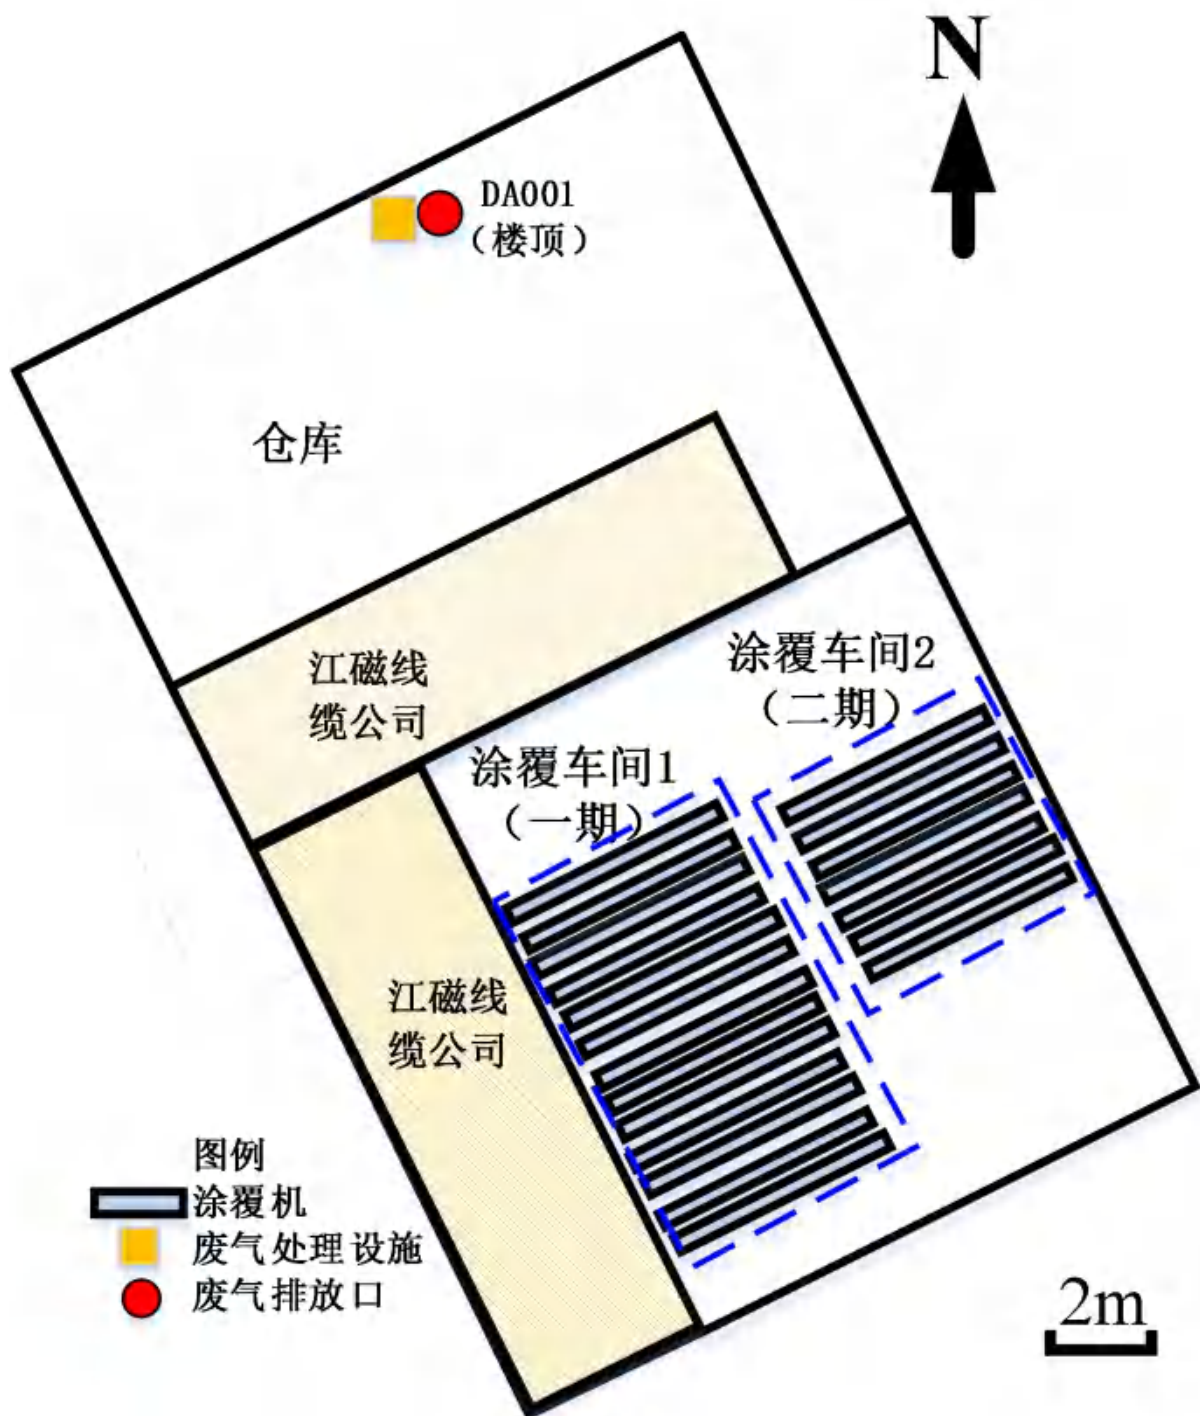 N
DA001
（楼顶）
仓库
江磁线
缆公司
涂覆车间2
（二期）
涂覆车间1
（一期）
江磁线
缆公司
图例
涂覆机
废气处理设施
废气排放口
2m